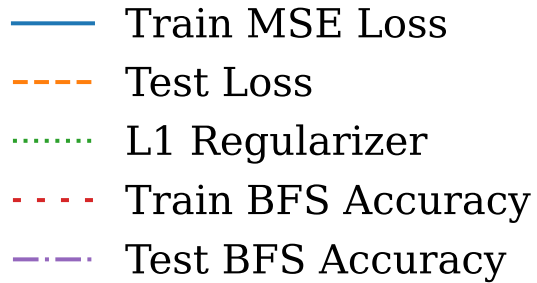 Train MSE Loss
Test Loss
L1 Regularizer
Train BFS Accuracy
Test BFS Accuracy